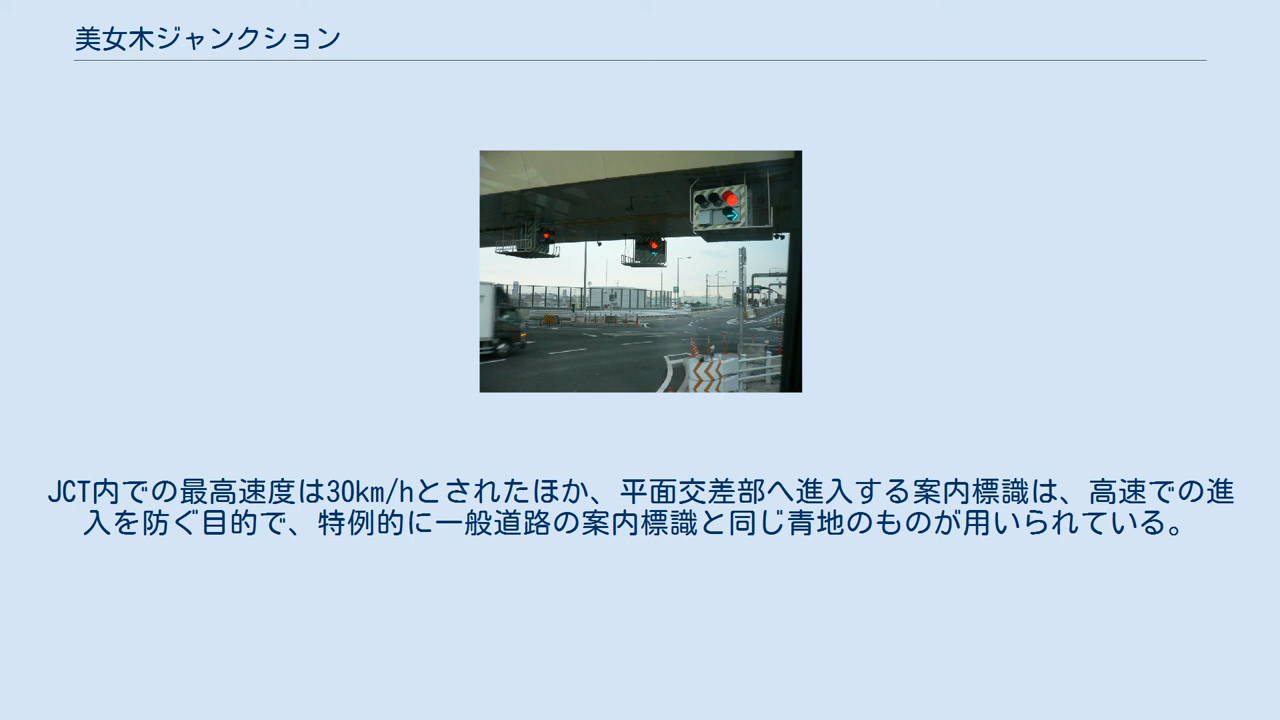 美女木ジャンクション
JCT内での最高速度は30km/hとされたほか、平面交差部へ進入する案内標識は、高速での進
入を防ぐ目的で、特例的に一般道路の案内標識と同じ青地のものが用いられている。